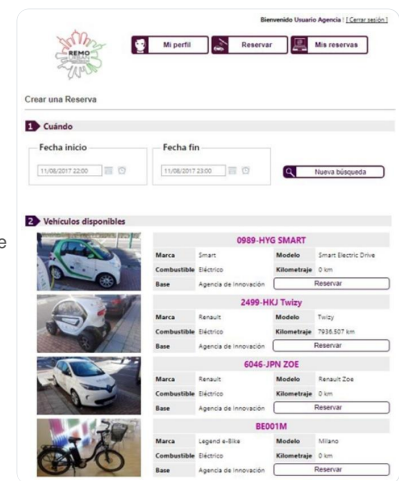 Bienvenido Usuario Agencia | [ Cerrar sesión ]
REMO
Mi perfil
Reservar
Mis reservas
Crear una Reserva
1 Cuándo
Fecha inicio
Fecha fin
11/08/2017 22:00
11/08/2017 23:00
Nueva búsqueda
e
2 Vehículos disponibles
0989-HYG SMART
Marca Smart Modelo Smart Electric Drive
Combustible Eléctrico Kilometraje 0 km
Base Agencia de Innovación Reservar
2499-HKJ Twizy
Marca Renault Modelo Twizy
Combustible Eléctrico Kilometraje 7938.507 km
Base Agencia de Innovación Reservar
6046-JPN ZOE
Marca Renault Modelo Renault Zoe
Combustible Eléctrico Kilometraje 0 km
Base Agencia de Innovación Reservar
BE001M
Marca Legend e-Bike Modelo Milano
Combustible Eléctrico Kilometraje 0 km
Base Agencia de Innovación Reservar